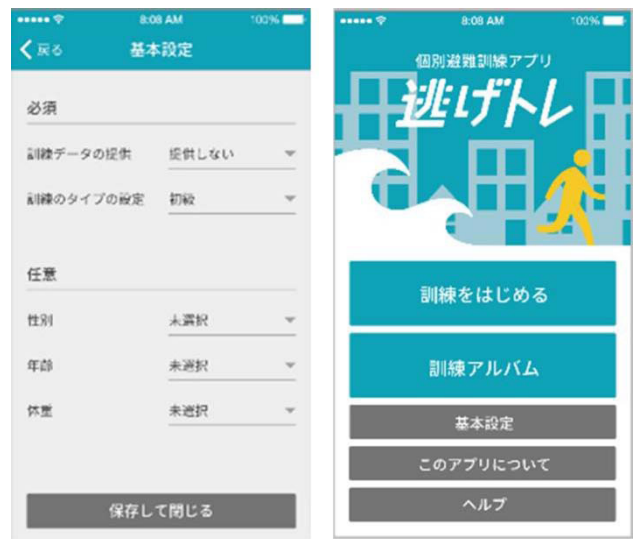 8:08 AM 100%
戻る 基本設定
必須
訓練データの提供 提供しない
訓練のタイプの設定 初級
任意
性別 未選択
年齢 未選択
体重 未選択
保存して閉じる
8:08 AM 100%
個別避難訓練アプリ
逃げトレ
訓練をはじめる
訓練アルバム
基本設定
このアプリについて
ヘルプ